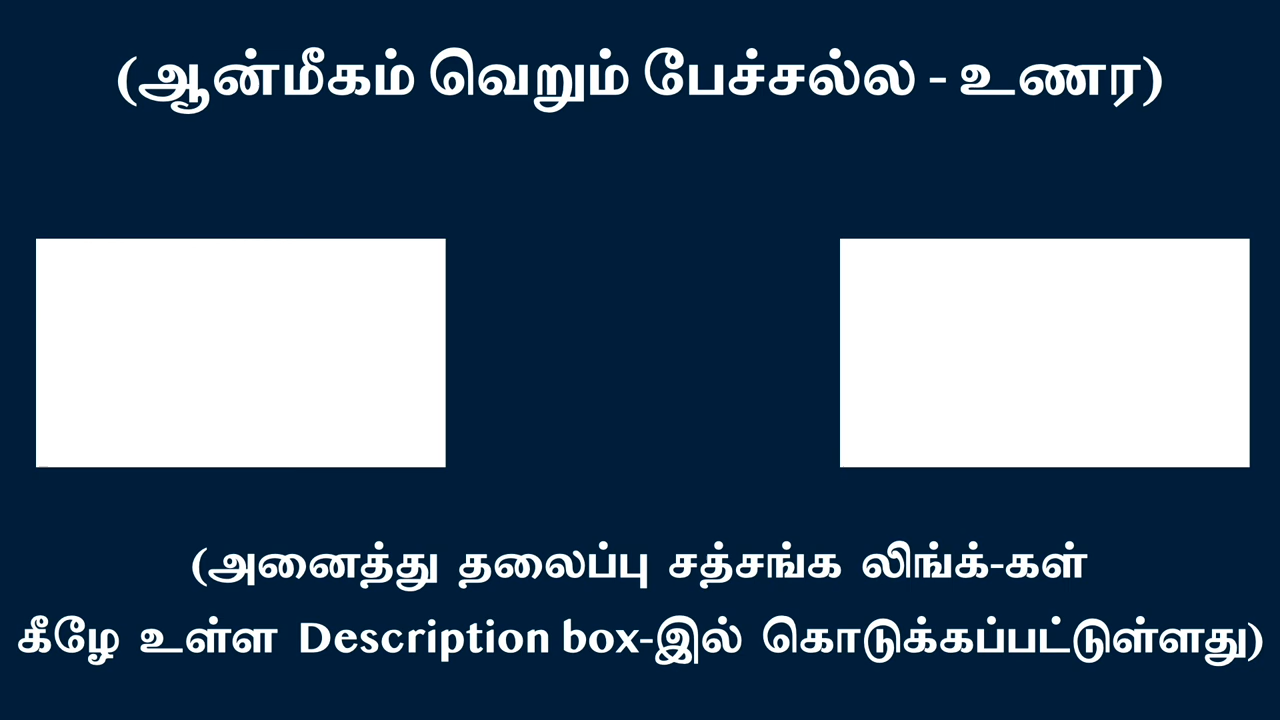 (ஆன்மீகம் வெறும் பேச்சல்ல - உணர)
(அனைத்து தலைப்பு சத்சங்க லிங்க்-கள்
கீழே உள்ள Description box-இல் கொடுக்கப்பட்டுள்ளது)